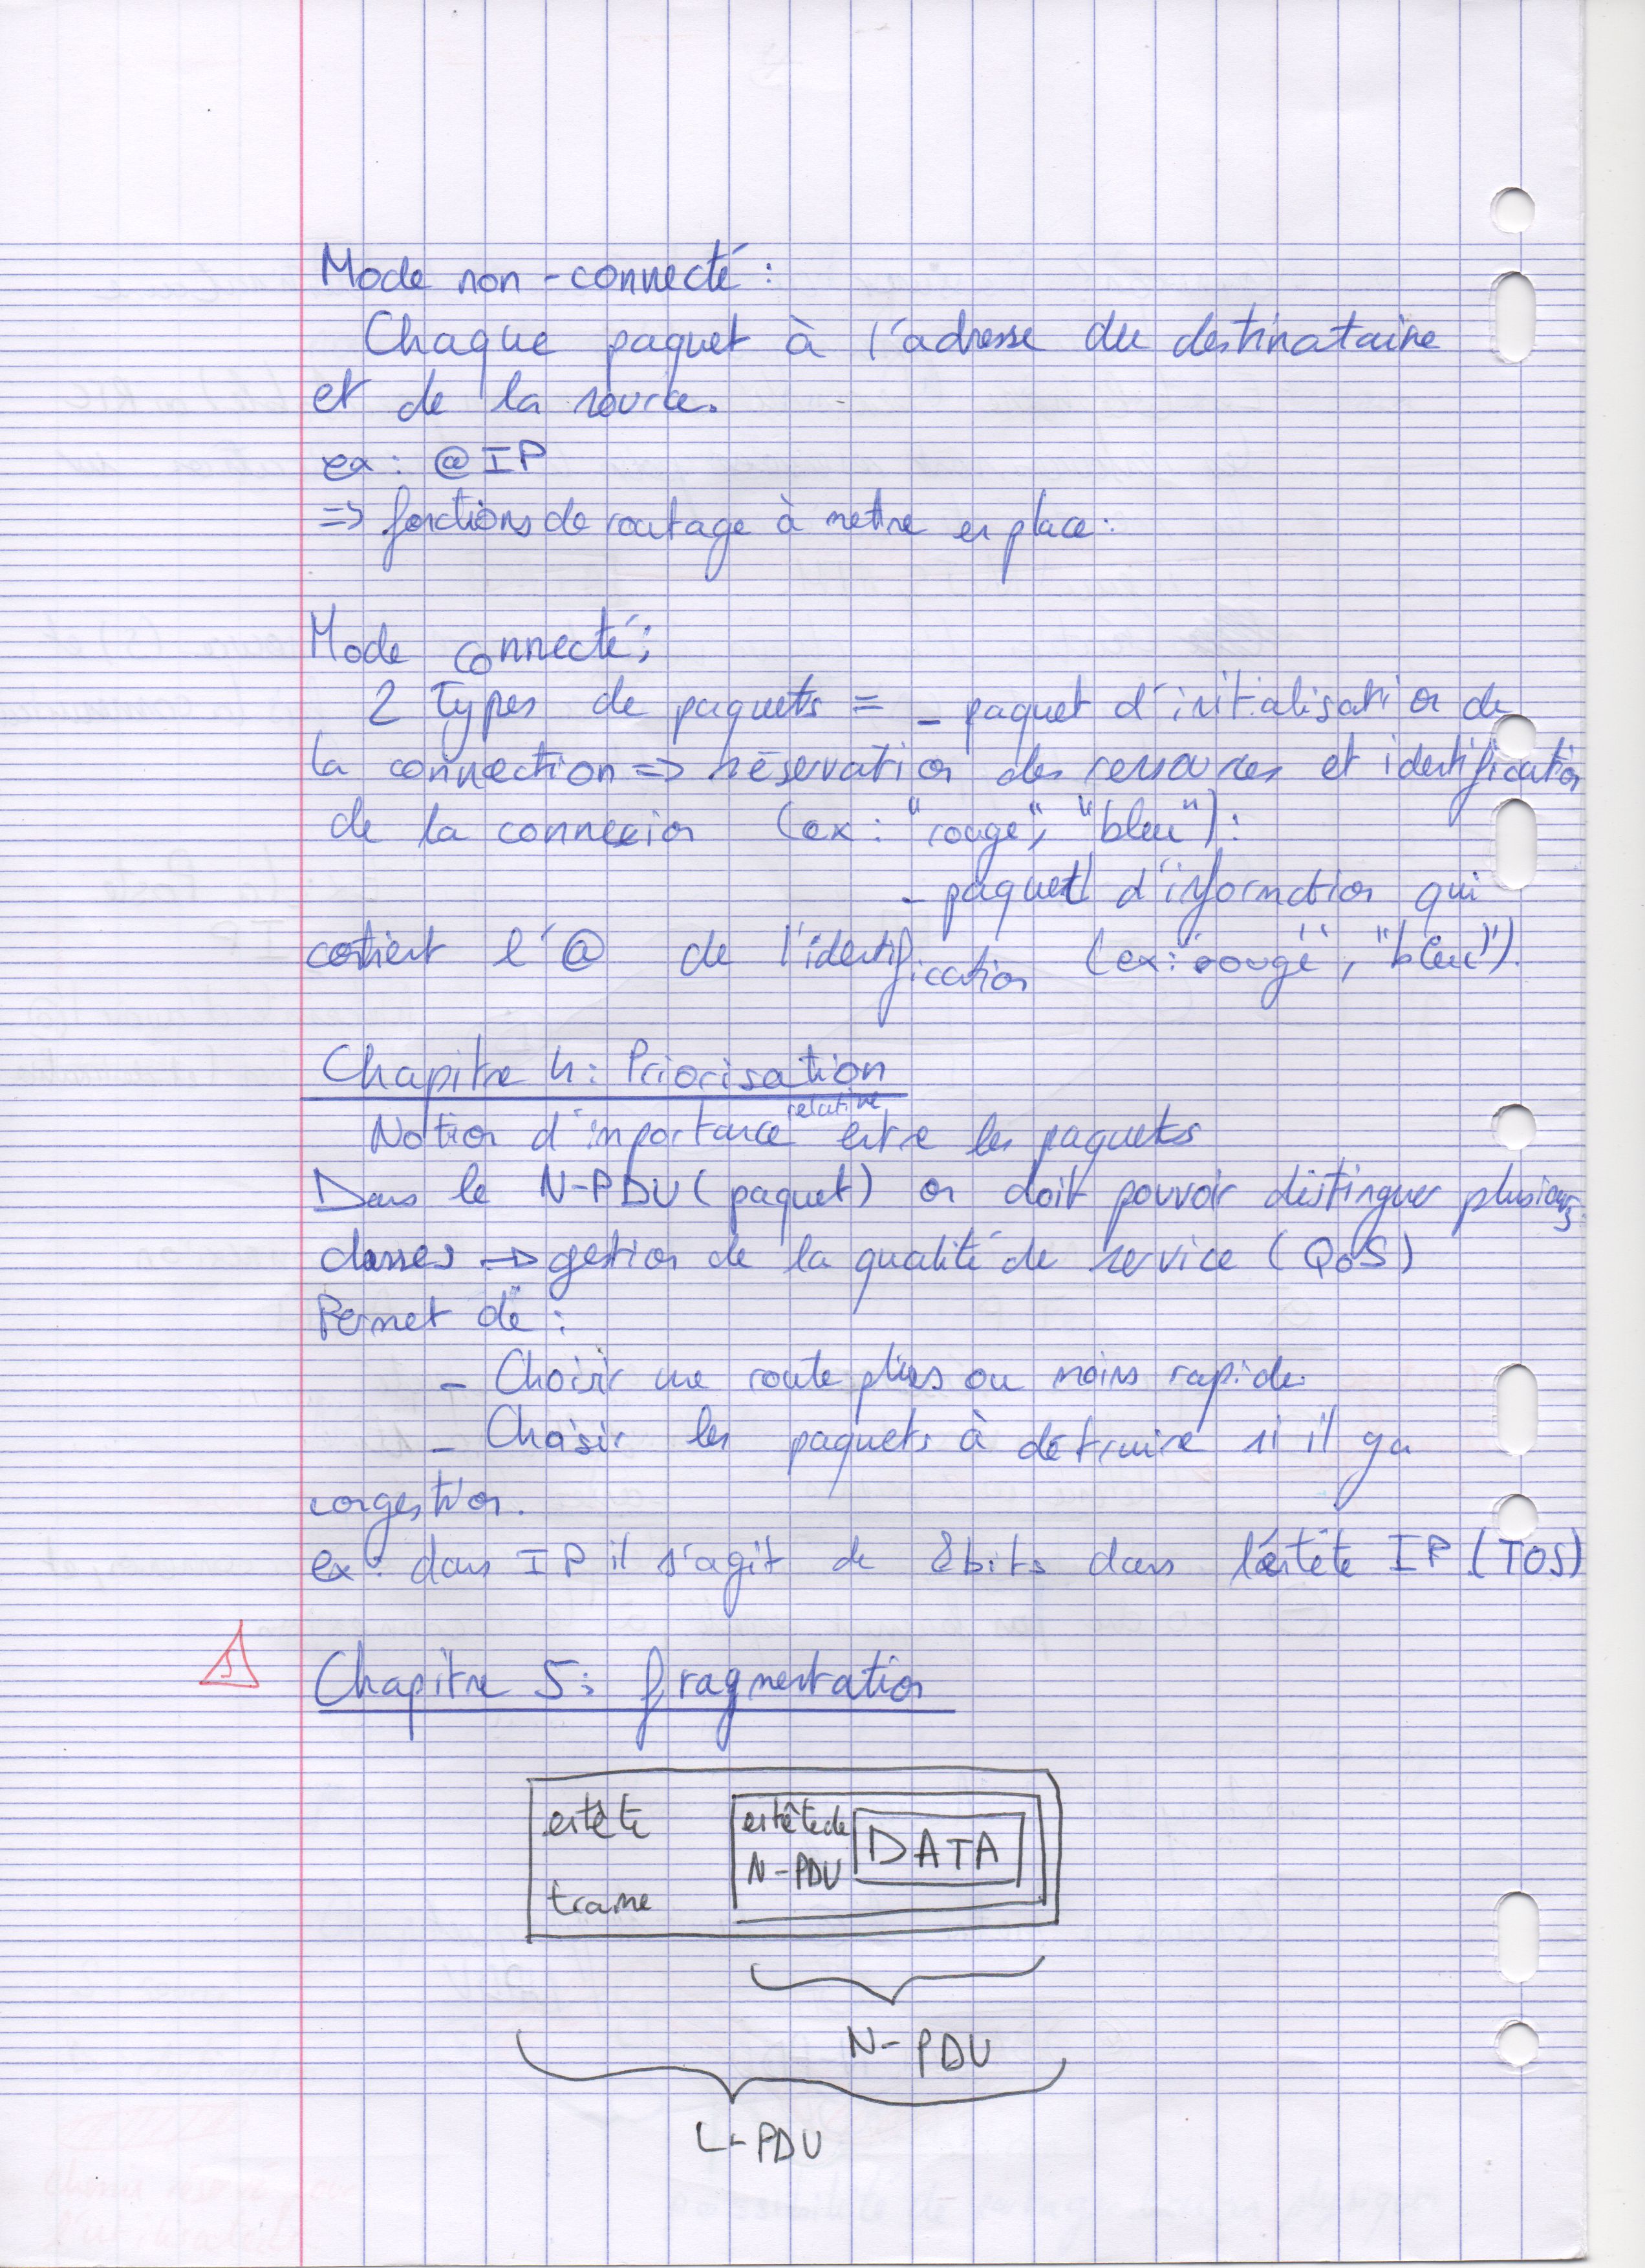 Mode non-connecté :
Chaque paquet à l'adresse du destinataire
et de la source.
ex : @IP
=> fonctions de routage à mettre en place.
Mode connecté :
2 Types de paquets = - paquet d'initialisation de
la connection => réservation des ressources et identification
de la connexion (ex : "rouge", "bleu").
- paquet d'information qui
contient l'@ de l'identification (ex : "rouge", "bleu").
Chapitre 4 : Priorisation
Notion d'importance relative entre les paquets
Dans le N-PDU (paquet) on doit pouvoir distinguer plusieurs
classes → gestion de la qualité de service (QoS)
Permet de :
- Choisir une route plus ou moins rapide.
- Choisir les paquets à détruire si il y a
congestion.
ex : dans IP il s'agit de 8bits dans l'entête IP (TOS)
Chapitre 5 : fragmentation
entête
trame
entête de
N-PDU
DATA
N-PDU
L-PDU